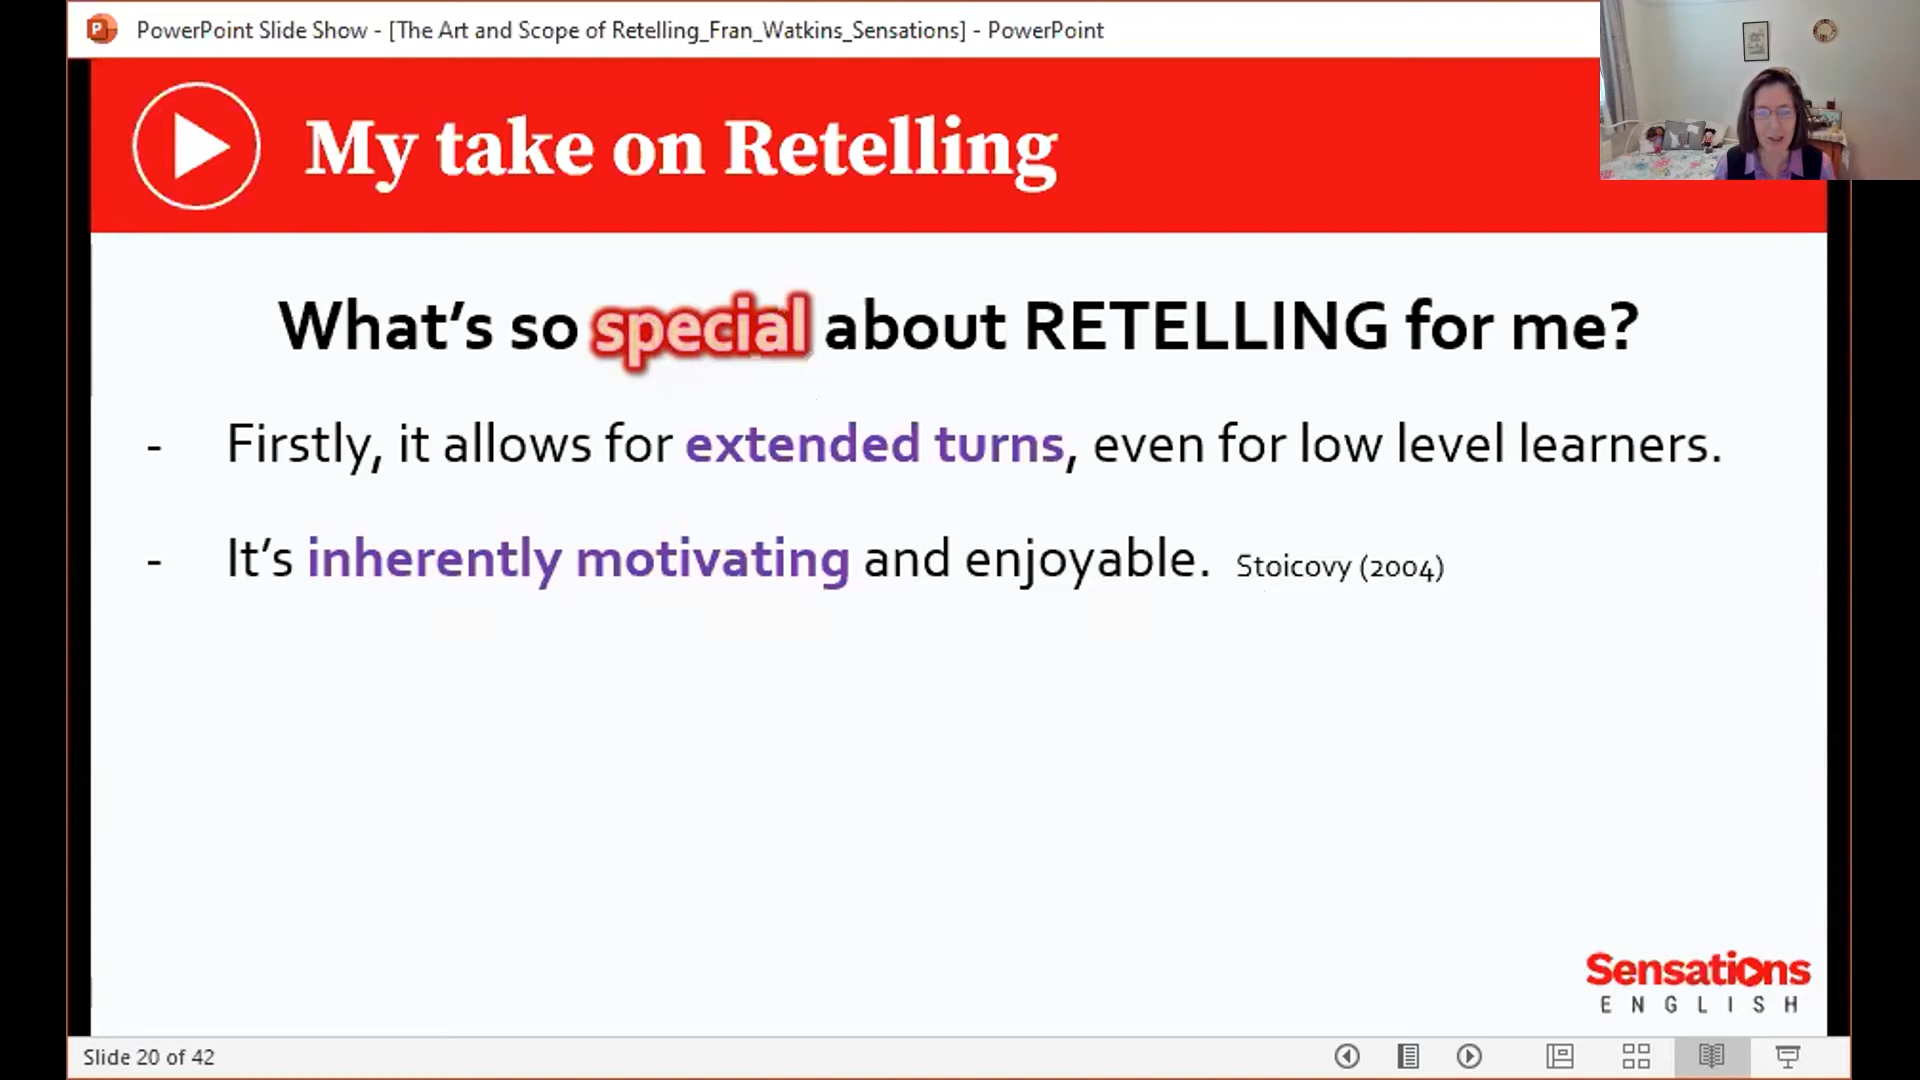 PowerPoint Slide Show - [The Art and Scope of Retelling_Fran_Watkins_Sensations] - PowerPoint
My take on Retelling
What's so special about RETELLING for me?
- Firstly, it allows for extended turns, even for low level learners.
- It's inherently motivating and enjoyable. Stoicovy (2004)
Sensations
ENGLISH
Slide 20 of 42